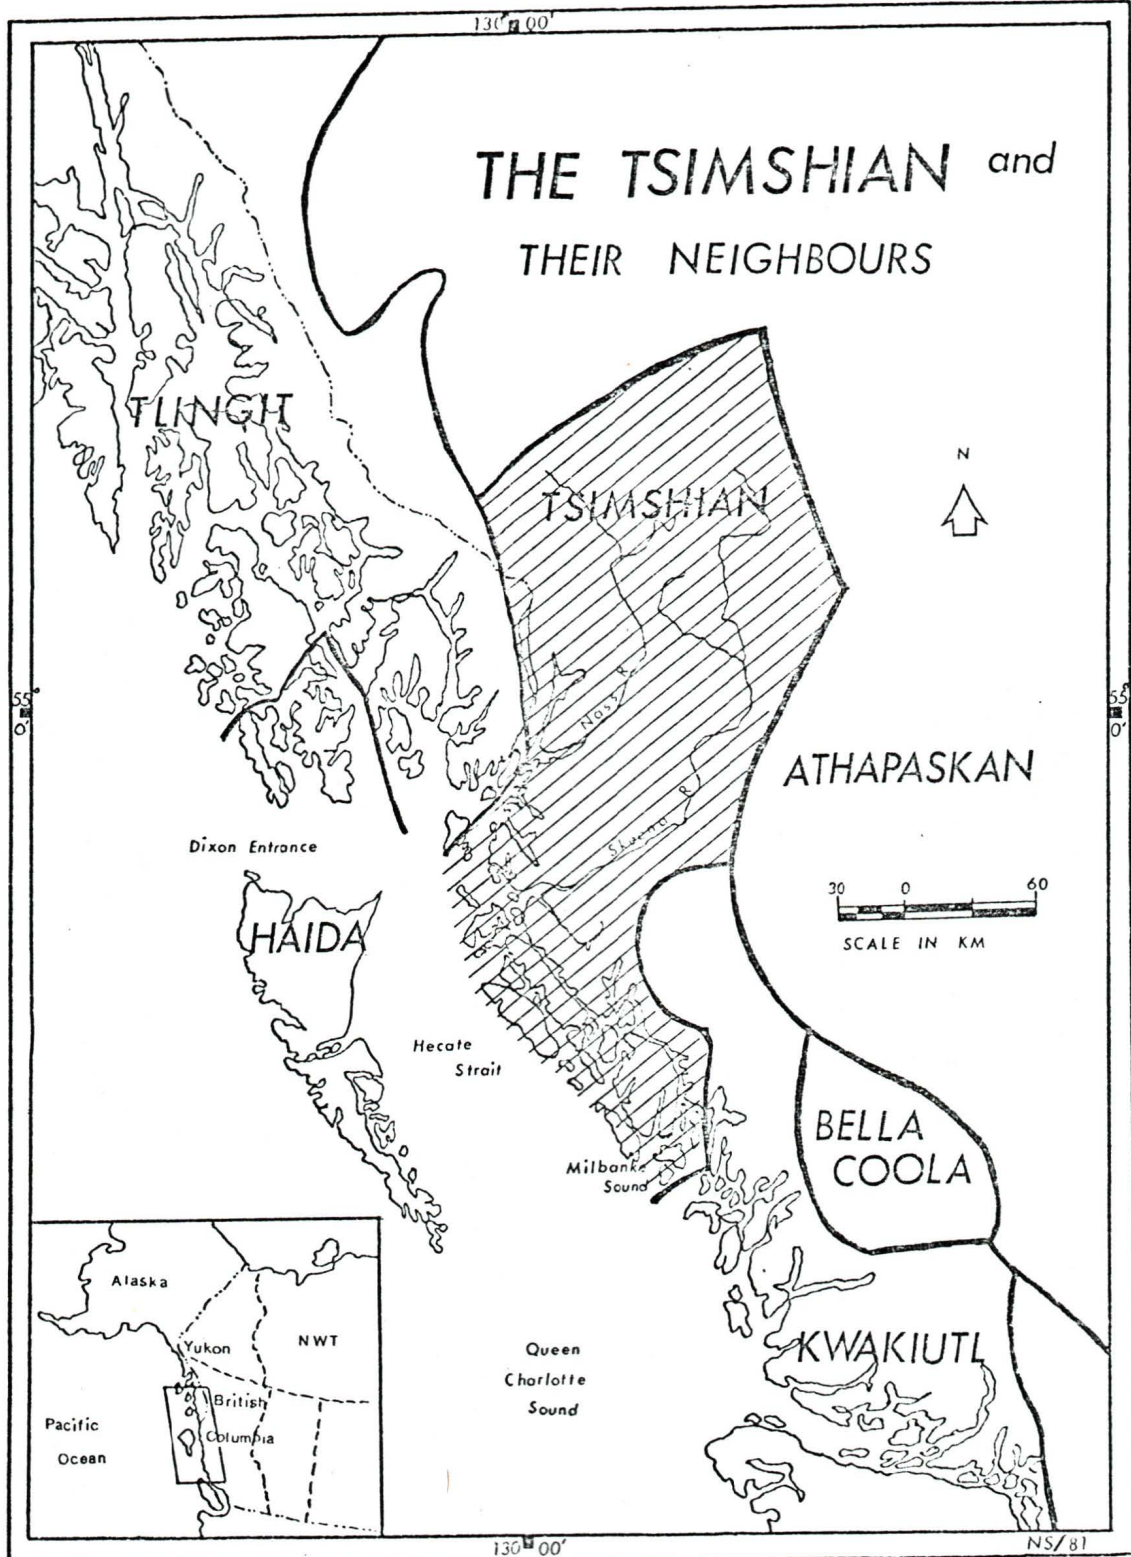 130° 00'
THE TSIMSHIAN and
THEIR NEIGHBOURS
TLINGIT
N
TSIMSHIAN
55°
0'
55°
0'
Nass R
ATHAPASKAN
Skeena R
Dixon Entrance
30 0 60
SCALE IN KM
HAIDA
Hecate
Strait
BELLA
COOLA
Milbanke
Sound
Alaska
Yukon
NWT
British
Columbia
Pacific
Ocean
Queen
Charlotte
Sound
KWAKIUTL
130° 00'
NS/81